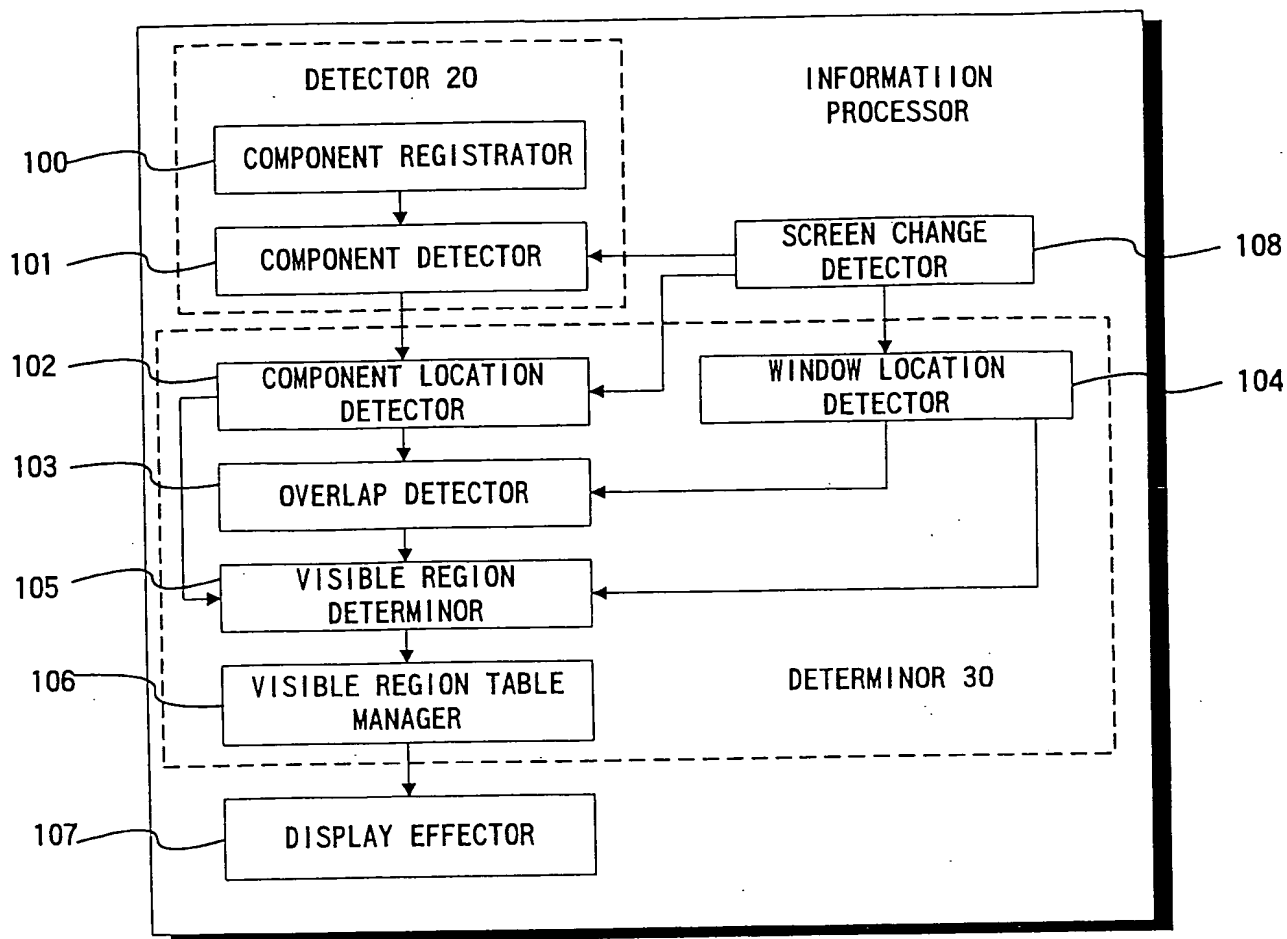 DETECTOR 20
INFORMATIION
PROCESSOR
100
COMPONENT REGISTRATOR
101
COMPONENT DETECTOR
SCREEN CHANGE
DETECTOR
108
102
COMPONENT LOCATION
DETECTOR
WINDOW LOCATION
DETECTOR
104
103
OVERLAP DETECTOR
105
VISIBLE REGION
DETERMINOR
106
VISIBLE REGION TABLE
MANAGER
DETERMINOR 30
107
DISPLAY EFFECTOR